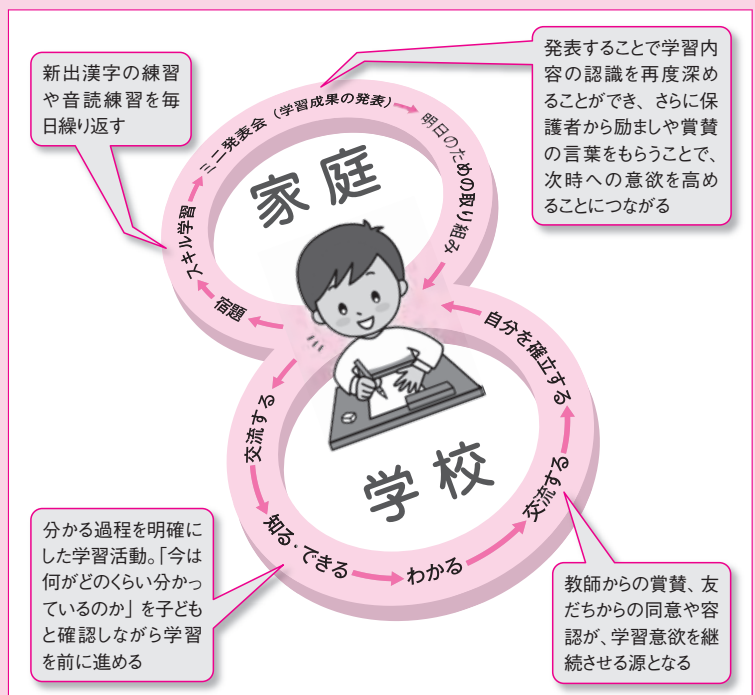 新出漢字の練習
や音読練習を毎
日繰り返す
発表することで学習内
容の認識を再度深め
ることができ、さらに保
護者から励ましや賞賛
の言葉をもらうことで、
次時への意欲を高め
ることにつながる
家庭
宿題
スキル学習
ミニ発表会（学習成果の発表）
明日のための取り組み
学校
交流する
知る・できる
わかる
交流する
自分を確立する
分かる過程を明確に
した学習活動。「今は
何がどのくらい分かっ
ているのか」を子ども
と確認しながら学習
を前に進める
教師からの賞賛、友
だちからの同意や容
認が、学習意欲を継
続させる源となる